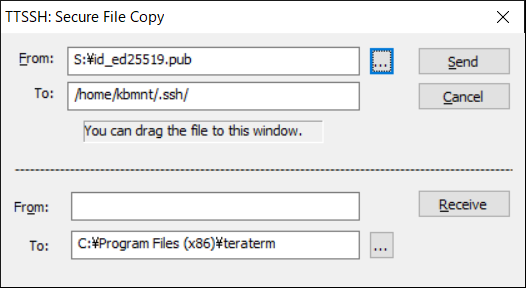 TTSSH: Secure File Copy
From: S:¥id_ed25519.pub ... Send
To: /home/kbmnt/.ssh/ Cancel
You can drag the file to this window.
From: Receive
To: C:¥Program Files (x86)¥teraterm ...